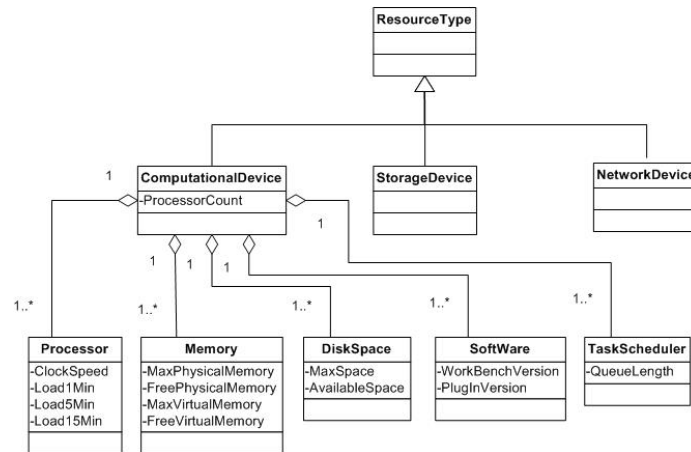 ResourceType
ComputationalDevice
-ProcessorCount
StorageDevice
NetworkDevice
1
1
1
1
1
1..*
1..*
1..*
1..*
1..*
Processor
-ClockSpeed
-Load1Min
-Load5Min
-Load15Min
Memory
-MaxPhysicalMemory
-FreePhysicalMemory
-MaxVirtualMemory
-FreeVirtualMemory
DiskSpace
-MaxSpace
-AvailableSpace
SoftWare
-WorkBenchVersion
-PlugInVersion
TaskScheduler
-QueueLength